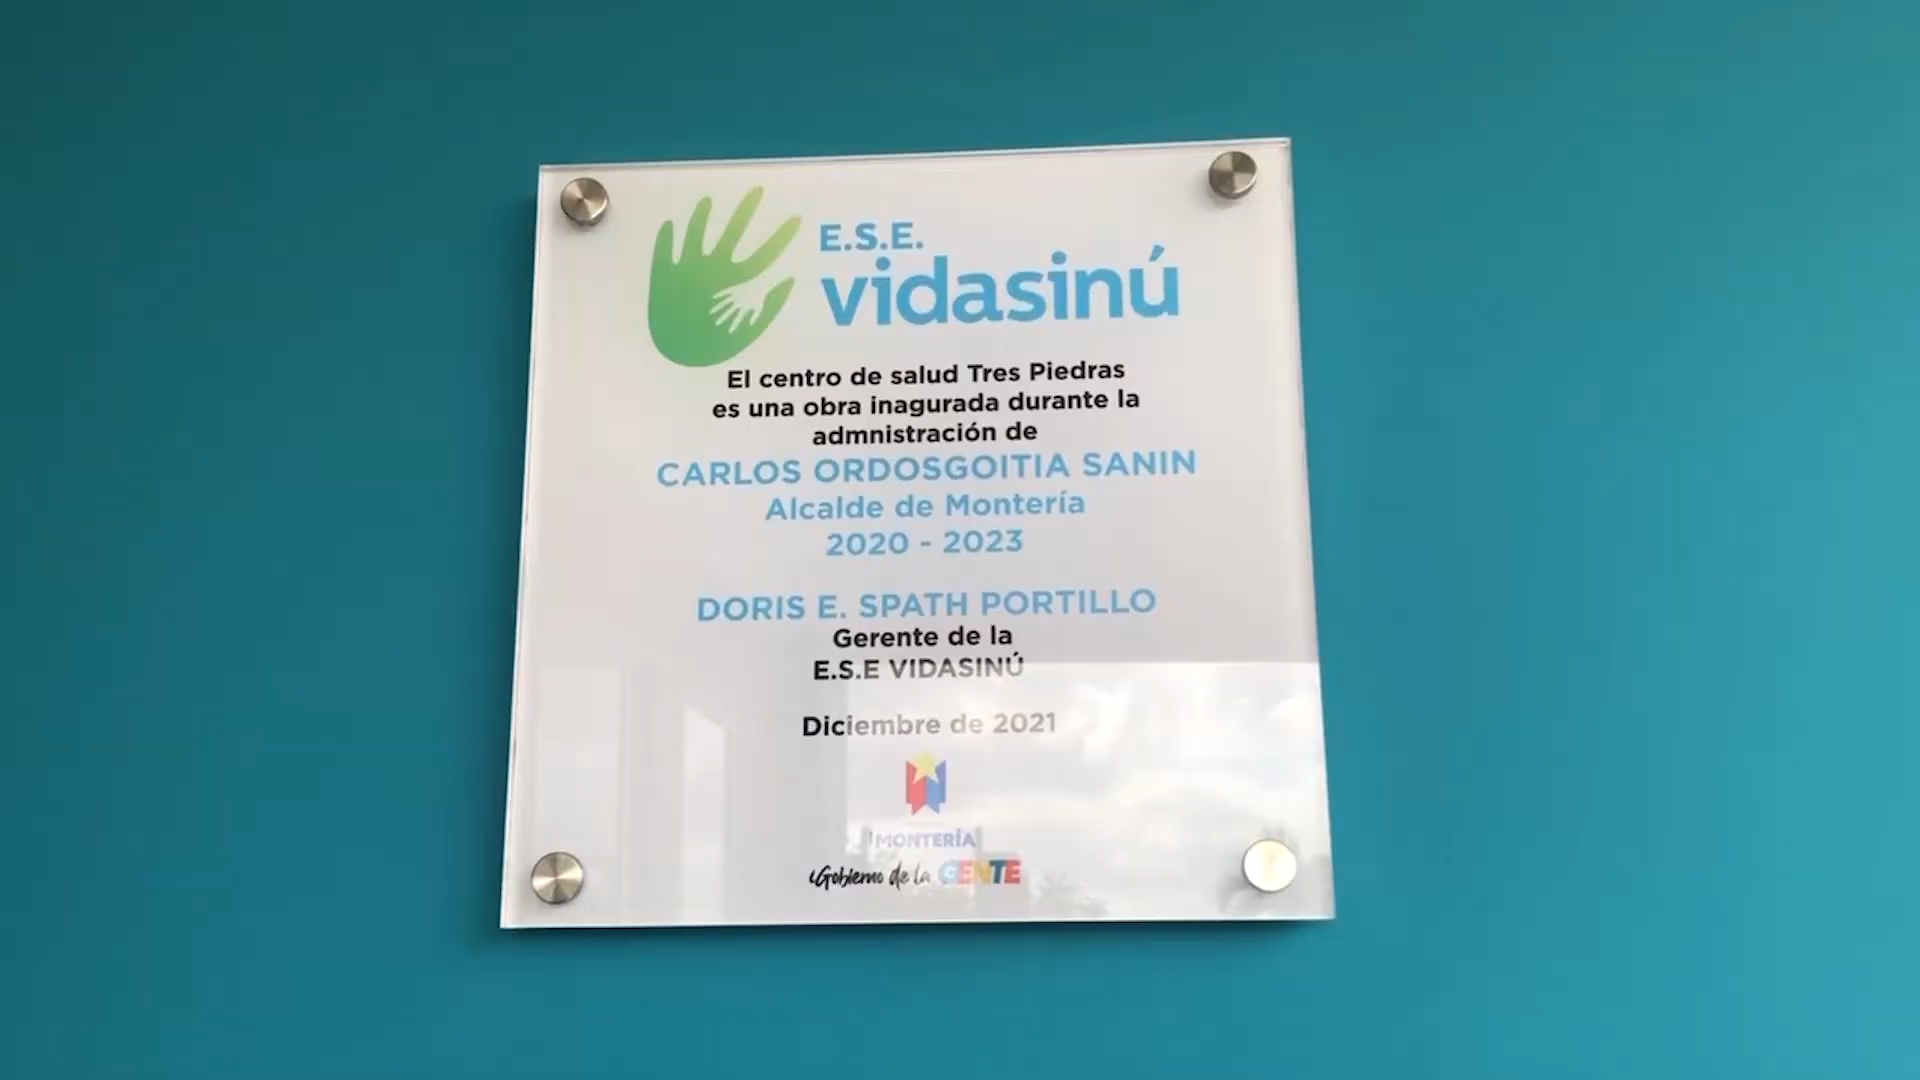 E.S.E.
vidasinú
El centro de salud Tres Piedras
es una obra inagurada durante la
admnistración de
CARLOS ORDOSGOITIA SANIN
Alcalde de Montería
2020 - 2023
DORIS E. SPATH PORTILLO
Gerente de la
E.S.E VIDASINÚ
Diciembre de 2021
MONTERÍA
Gobierno de la GENTE